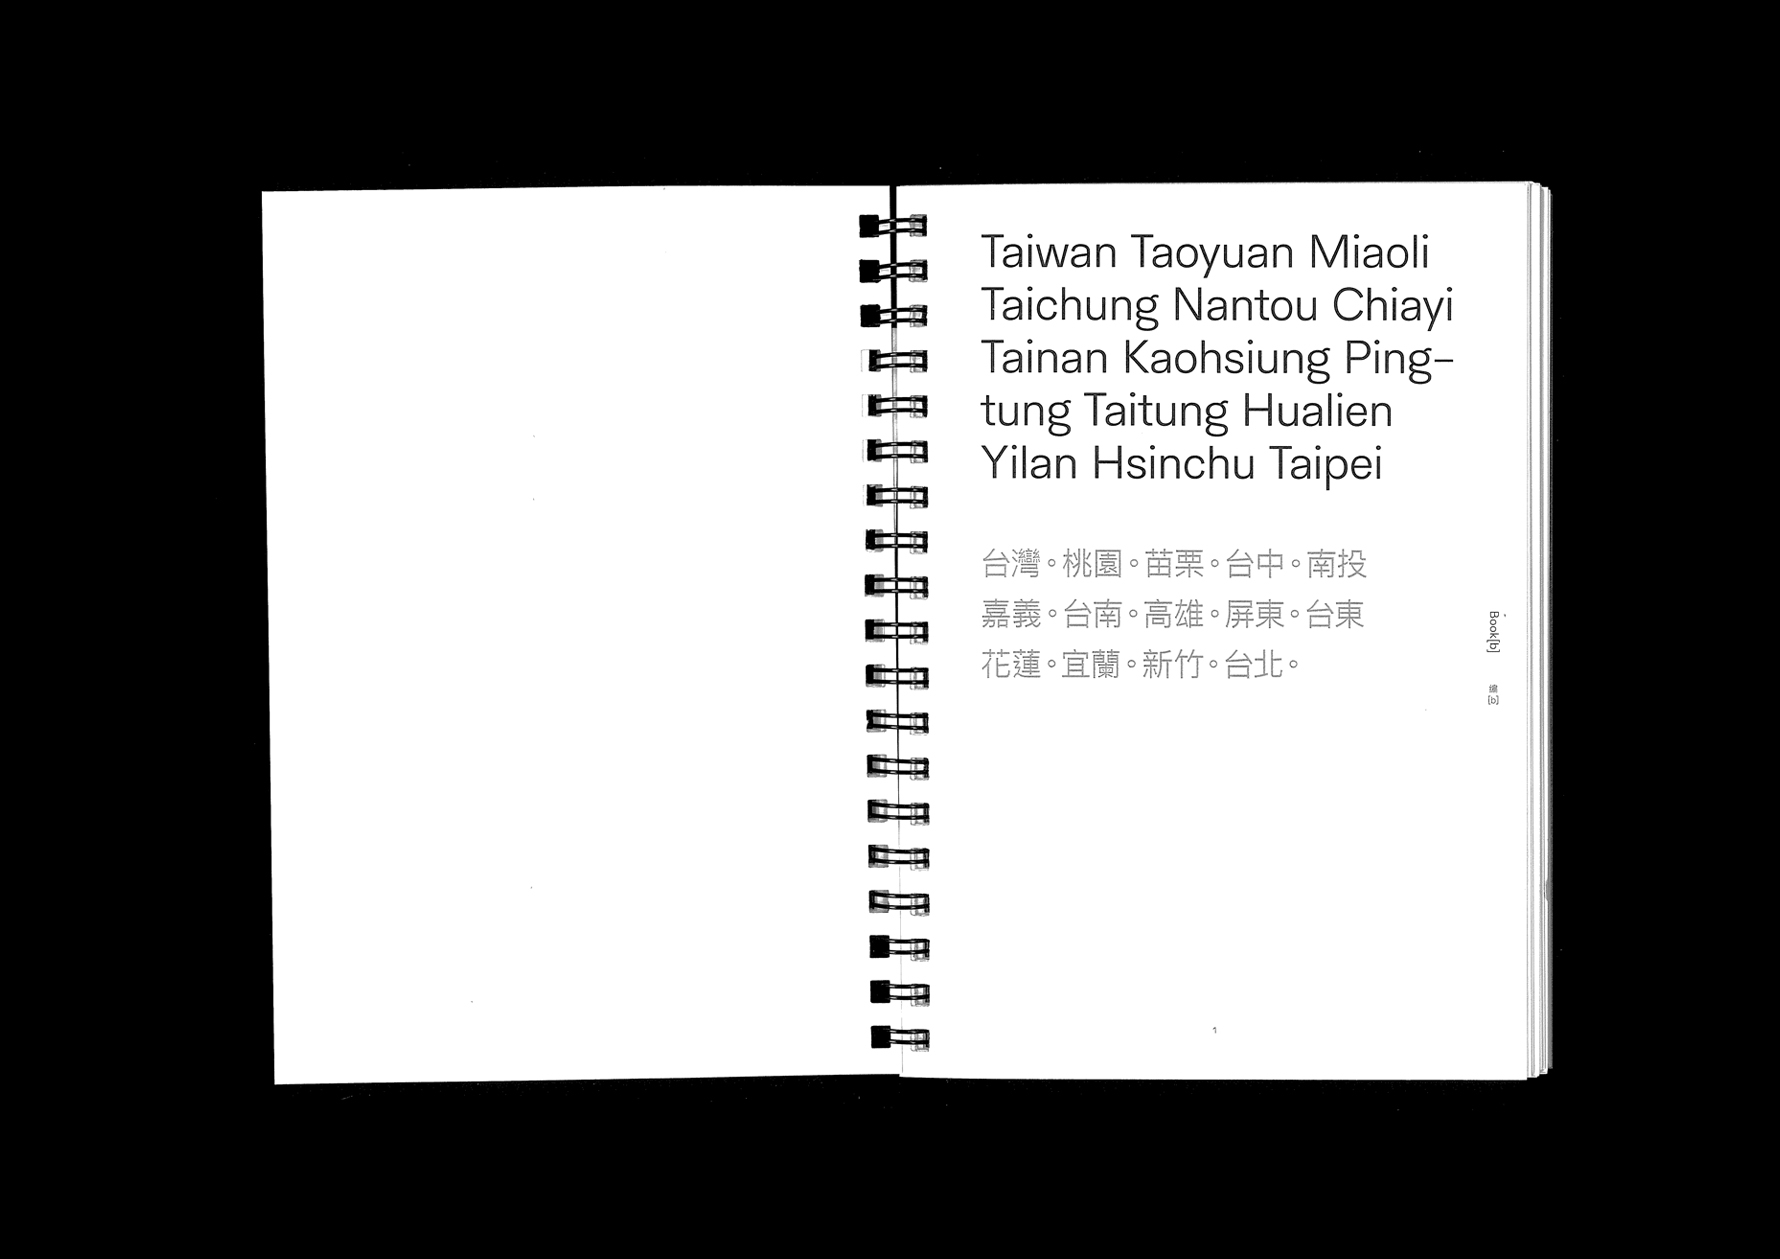 Taiwan Taoyuan Miaoli
Taichung Nantou Chiayi
Tainan Kaohsiung Ping–
tung Taitung Hualien
Yilan Hsinchu Taipei
台灣。桃園。苗栗。台中。南投
嘉義。台南。高雄。屏東。台東
花蓮。宜蘭。新竹。台北。
Book[b]
[b]
1